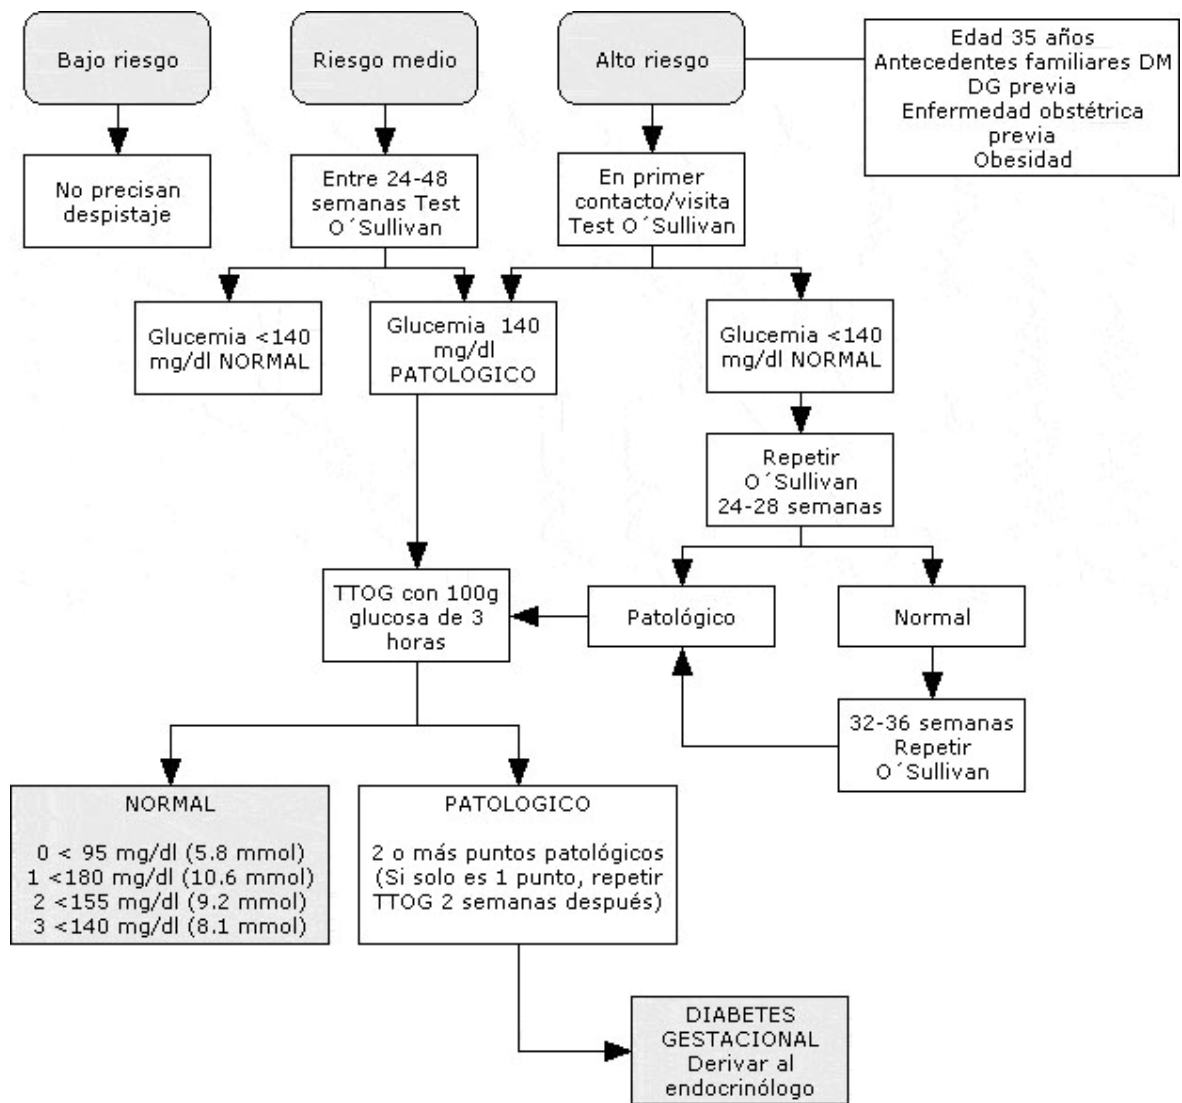 Bajo riesgo
Riesgo medio
Alto riesgo
Edad 35 años
Antecedentes familiares DM
DG previa
Enfermedad obstétrica
previa
Obesidad
No precisan
despistaje
Entre 24-48
semanas Test
O´Sullivan
En primer
contacto/visita
Test O´Sullivan
Glucemia <140
mg/dl NORMAL
Glucemia 140
mg/dl
PATOLOGICO
Glucemia <140
mg/dl NORMAL
Repetir
O´Sullivan
24-28 semanas
TTOG con 100g
glucosa de 3
horas
Patológico
Normal
32-36 semanas
Repetir
O´Sullivan
NORMAL
0 < 95 mg/dl (5.8 mmol)
1 <180 mg/dl (10.6 mmol)
2 <155 mg/dl (9.2 mmol)
3 <140 mg/dl (8.1 mmol)
PATOLOGICO
2 o más puntos patológicos
(Si solo es 1 punto, repetir
TTOG 2 semanas después)
DIABETES
GESTACIONAL
Derivar al
endocrinólogo